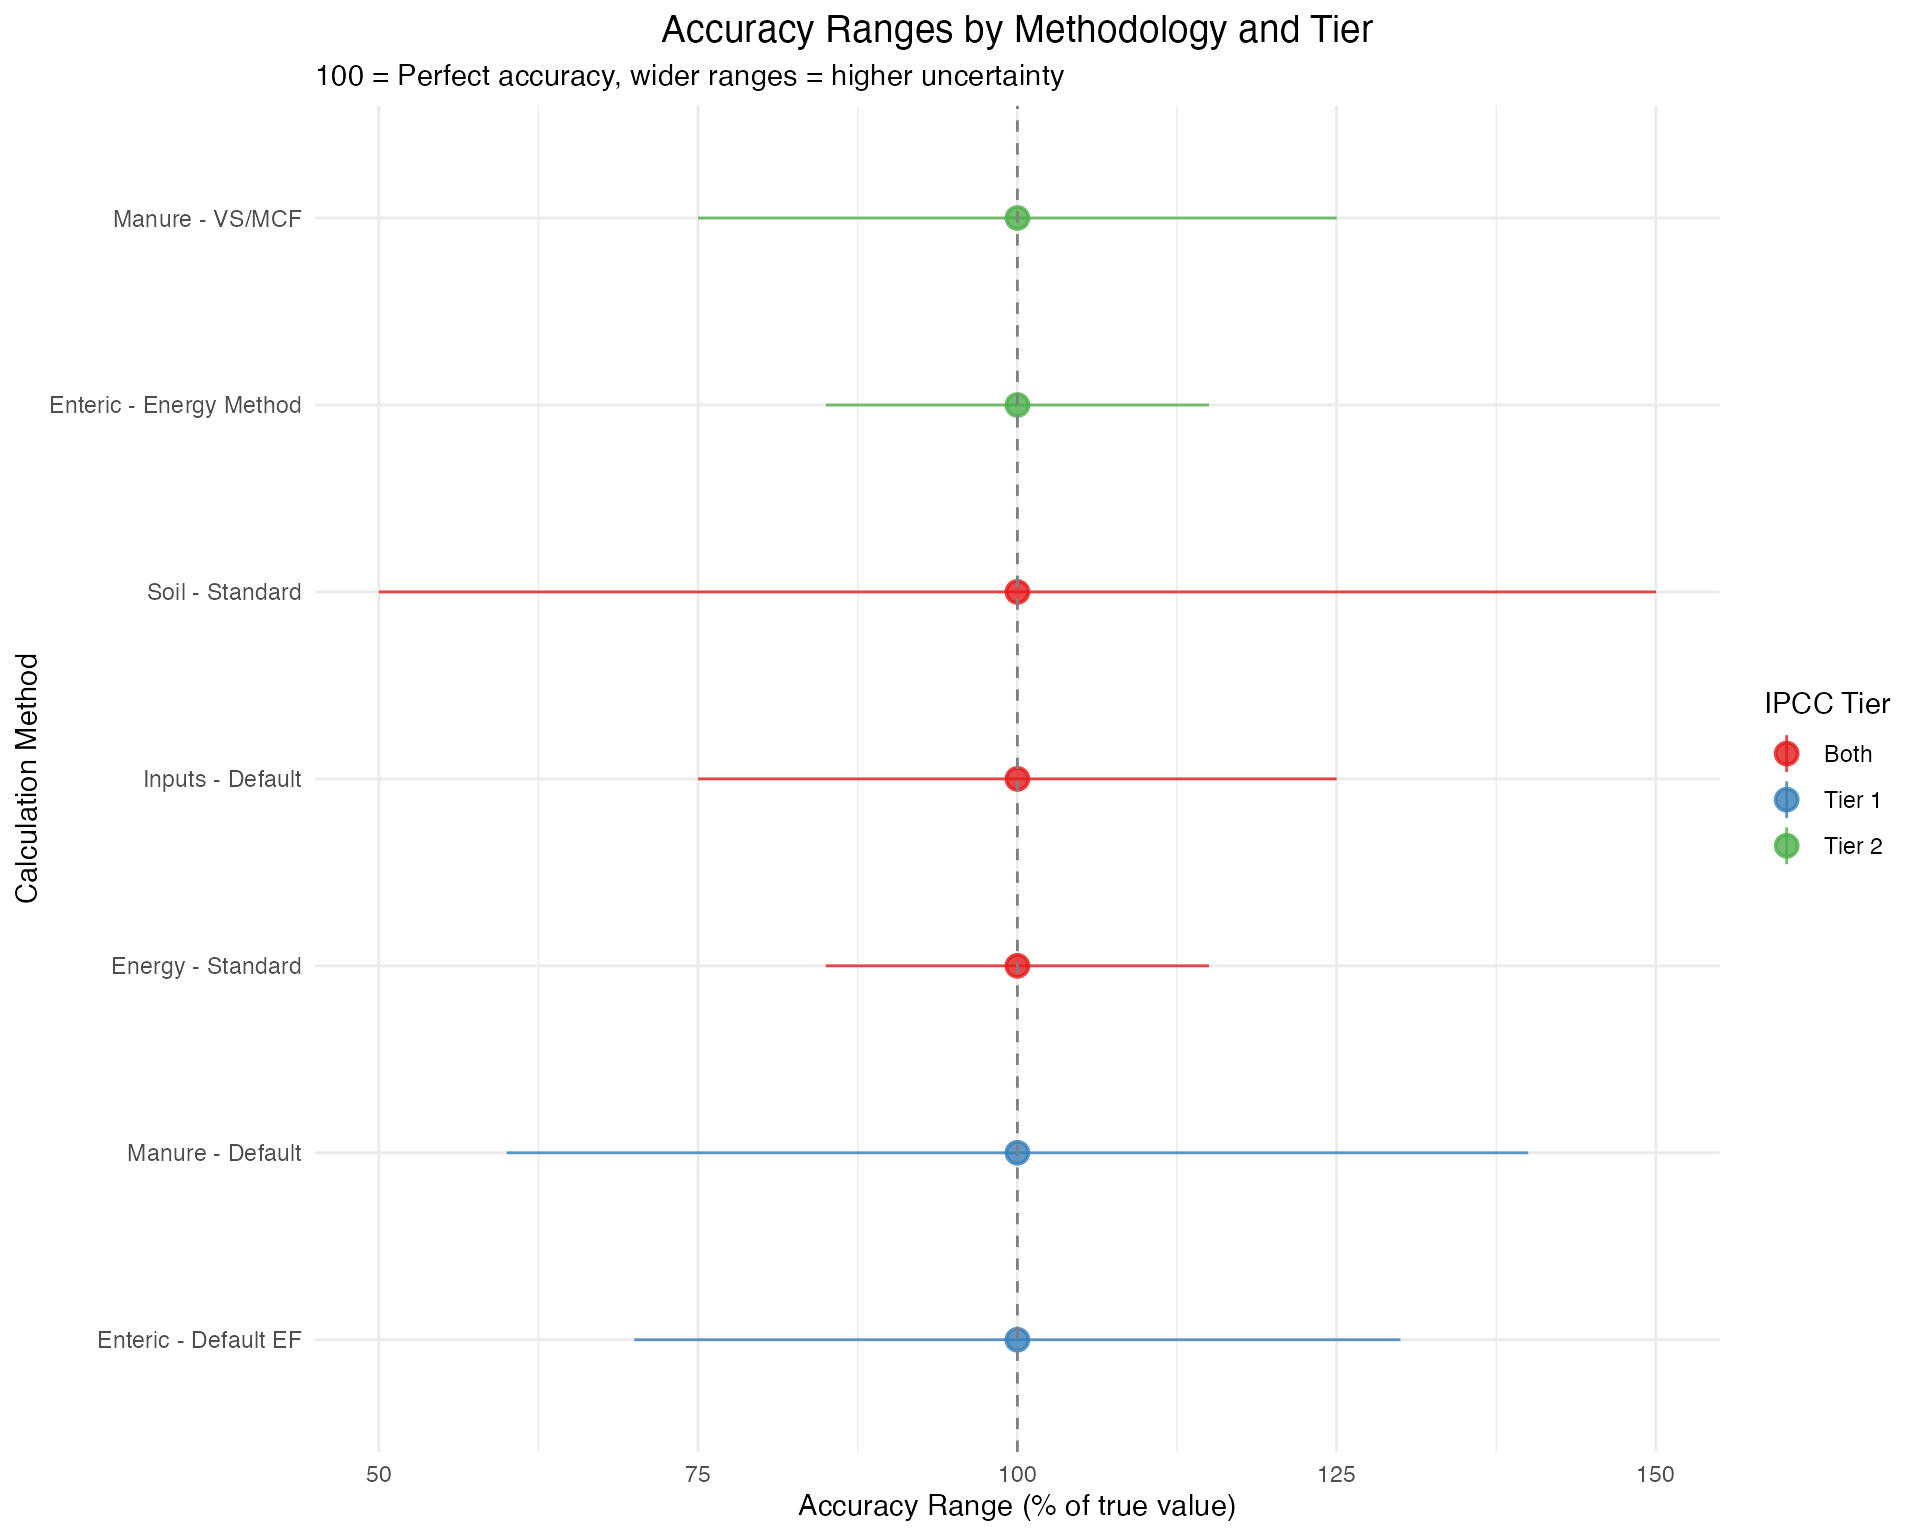 Accuracy Ranges by Methodology and Tier
100 = Perfect accuracy, wider ranges = higher uncertainty
Calculation Method
Manure - VS/MCF
Enteric - Energy Method
Soil - Standard
Inputs - Default
Energy - Standard
Manure - Default
Enteric - Default EF
50 75 100 125 150
Accuracy Range (% of true value)
IPCC Tier
Both
Tier 1
Tier 2